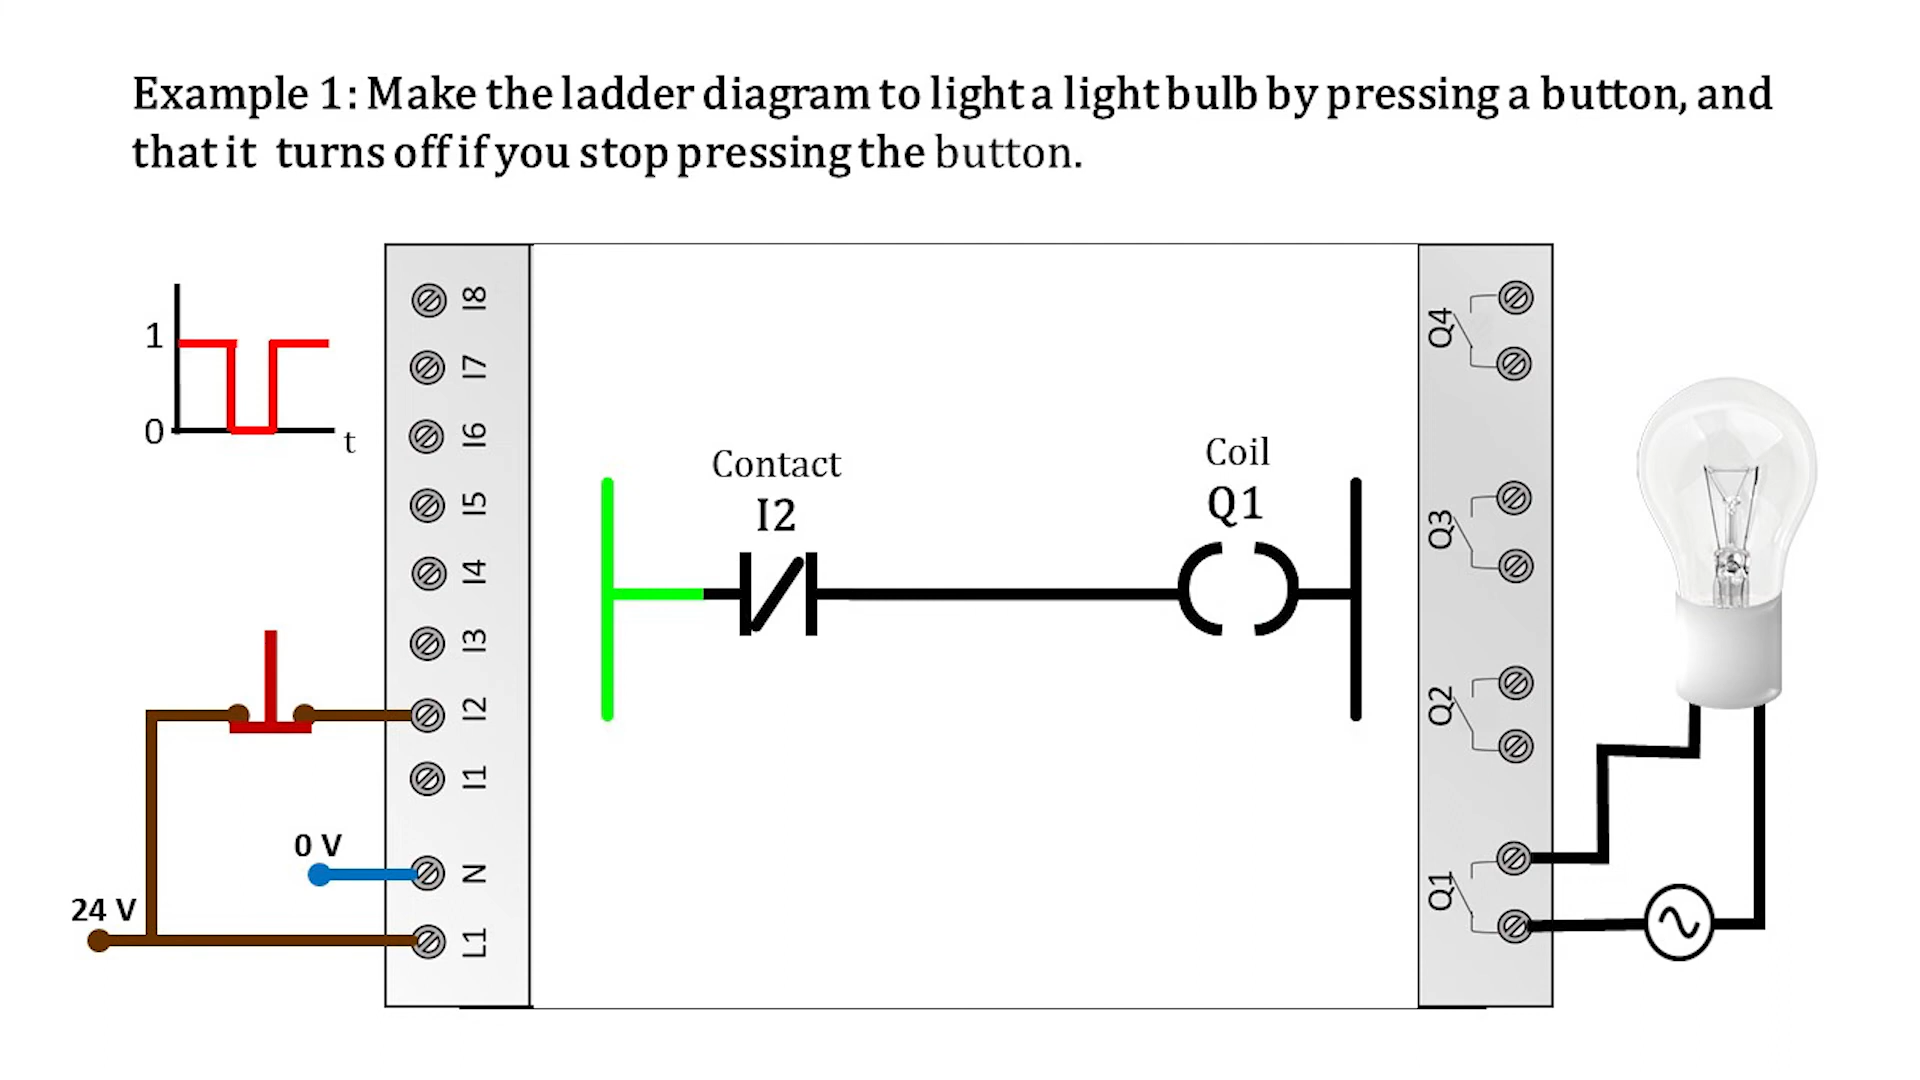 Example 1: Make the ladder diagram to light a light bulb by pressing a button, and
that it turns off if you stop pressing the button.
1
0
t
I8
I7
I6
I5
I4
I3
I2
I1
N
L1
0 V
24 V
Contact
I2
Coil
Q1
Q4
Q3
Q2
Q1